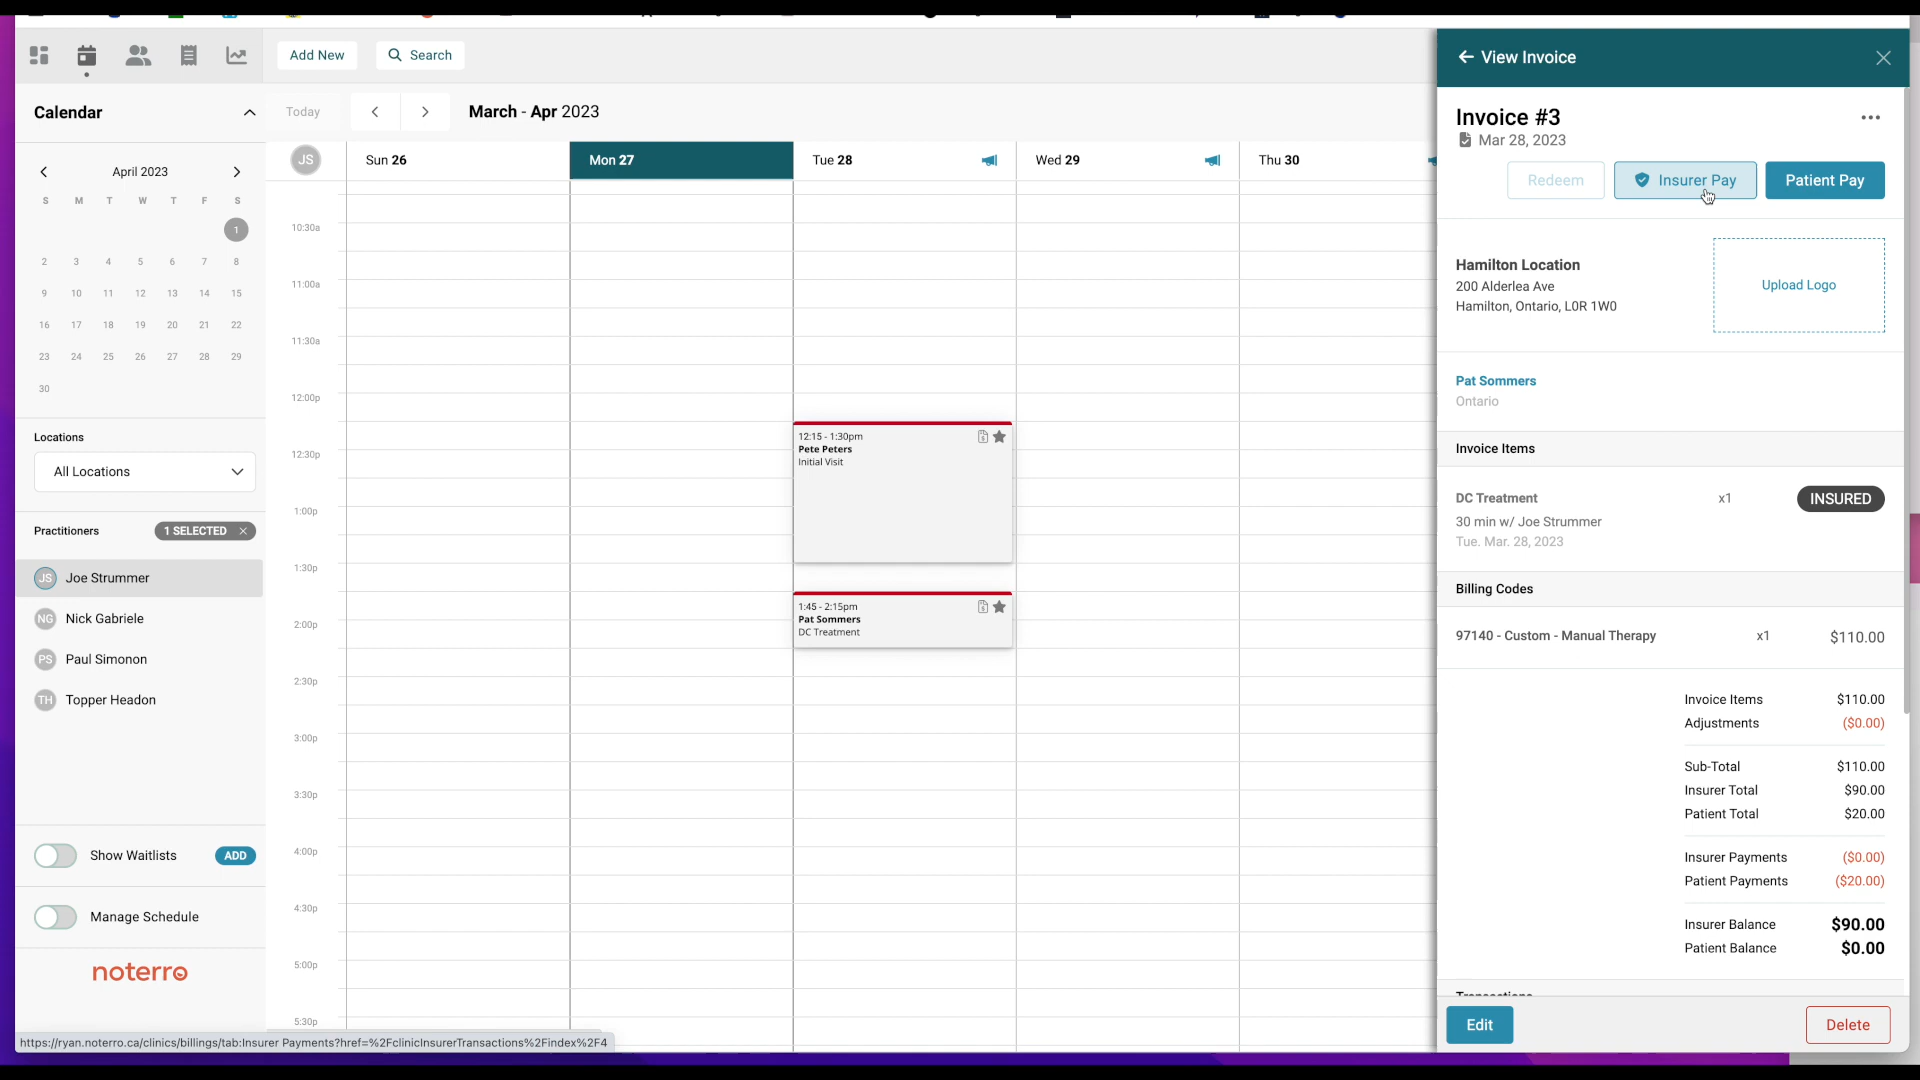 Add New
Search
View Invoice
Calendar
Today
March - Apr 2023
JS
Sun 26
Mon 27
Tue 28
Wed 29
Thu 30
April 2023
S M T W T F S
1
2 3 4 5 6 7 8
9 10 11 12 13 14 15
16 17 18 19 20 21 22
23 24 25 26 27 28 29
30
Locations
All Locations
Practitioners
1 SELECTED
JS Joe Strummer
NG Nick Gabriele
PS Paul Simonon
TH Topper Headon
Show Waitlists
ADD
Manage Schedule
noterro
https://ryan.noterro.ca/clinics/billings/tab:Insurer Payments?href=%2FclinicInsurerTransactions%2Findex%2F4
10:30a
11:00a
11:30a
12:00p
12:30p
1:00p
1:30p
2:00p
2:30p
3:00p
3:30p
4:00p
4:30p
5:00p
5:30p
12:15 - 1:30pm
Pete Peters
Initial Visit
1:45 - 2:15pm
Pat Sommers
DC Treatment
Invoice #3
Mar 28, 2023
Redeem
Insurer Pay
Patient Pay
Hamilton Location
200 Alderlea Ave
Hamilton, Ontario, L0R 1W0
Upload Logo
Pat Sommers
Ontario
Invoice Items
DC Treatment x1 INSURED
30 min w/ Joe Strummer
Tue. Mar. 28, 2023
Billing Codes
97140 - Custom - Manual Therapy x1 $110.00
Invoice Items $110.00
Adjustments ($0.00)
Sub-Total $110.00
Insurer Total $90.00
Patient Total $20.00
Insurer Payments ($0.00)
Patient Payments ($20.00)
Insurer Balance $90.00
Patient Balance $0.00
Transactions
Edit
Delete